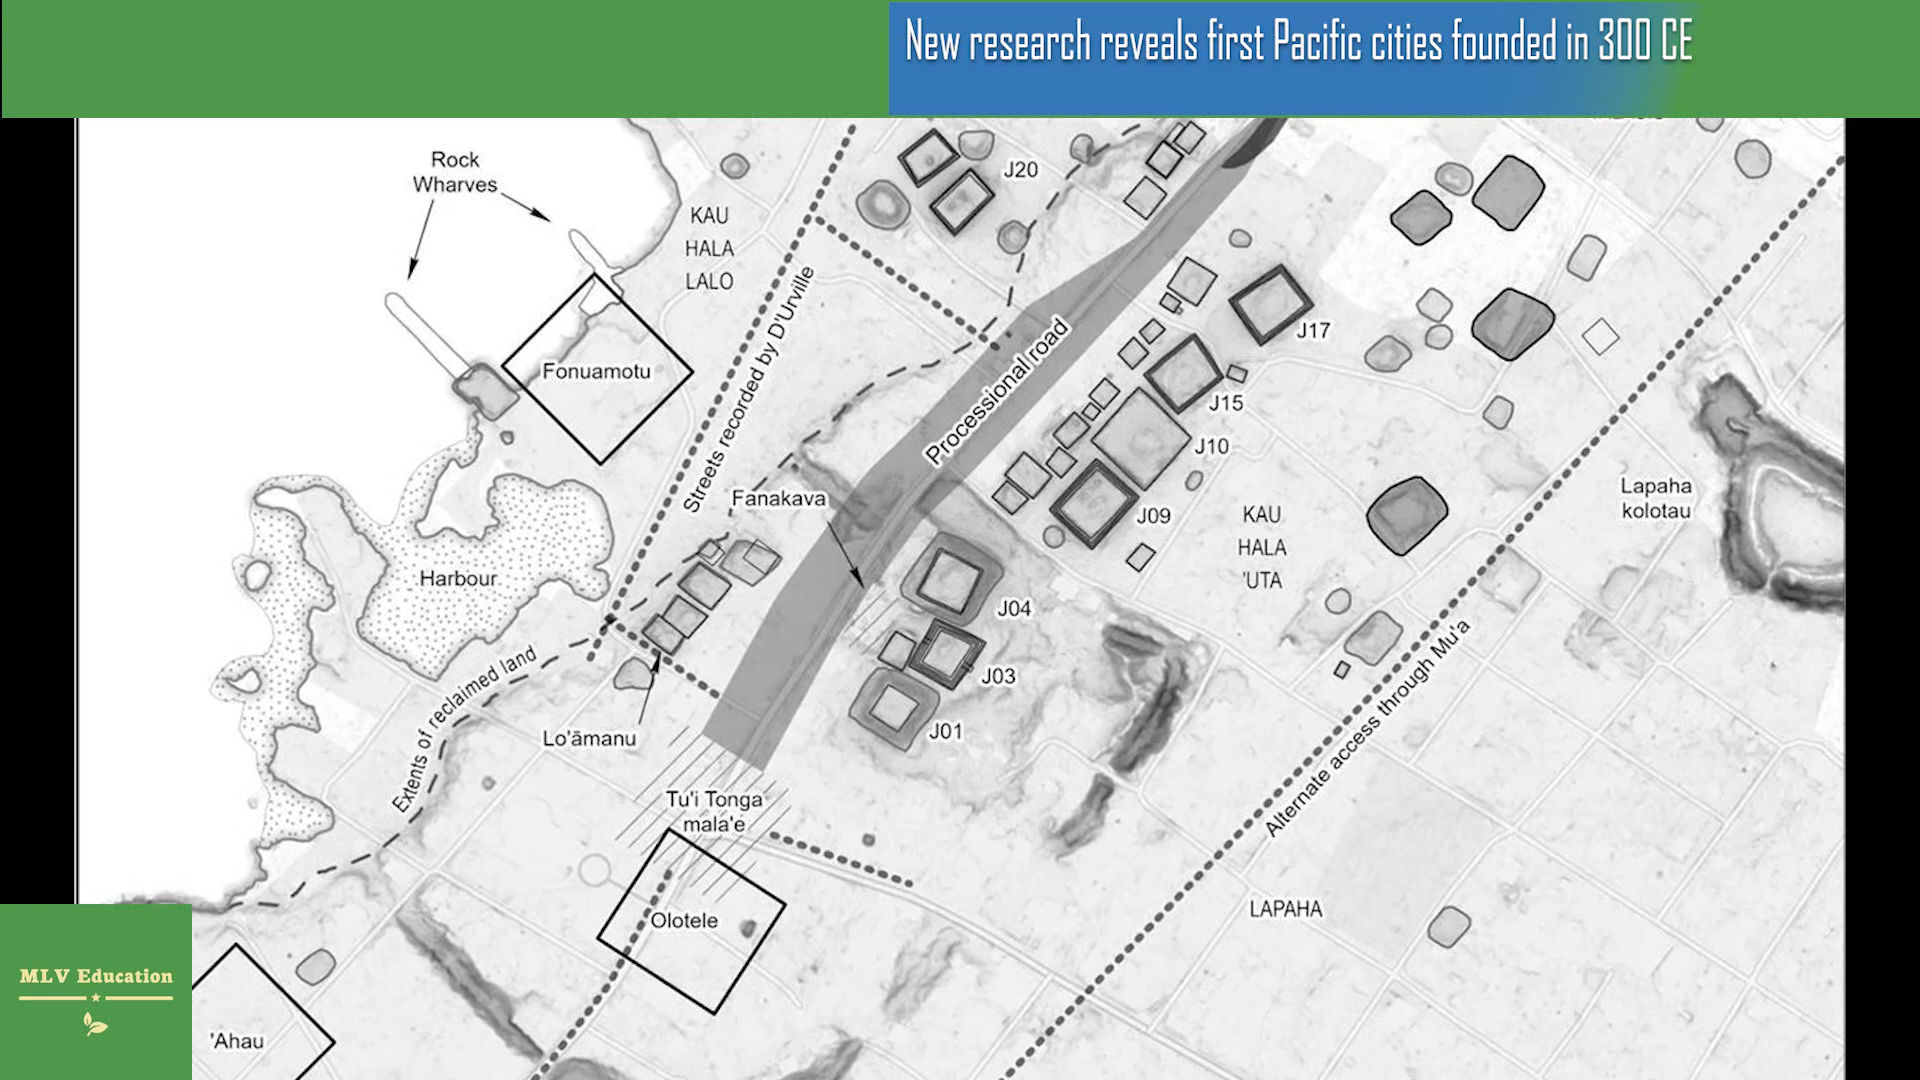 New research reveals first Pacific cities founded in 300 CE
Rock
Wharves
KAU
HALA
LALO
J20
Streets recorded by D'Urville
Processional road
J17
J15
J10
J09
Fonuamotu
Fanakava
Harbour
KAU
HALA
'UTA
Lapaha
kolotau
J04
J03
J01
Lo'āmanu
Extents of reclaimed land
Alternate access through Mu'a
Tu'i Tonga
mala'e
Olotele
LAPAHA
MLV Education
'Ahau